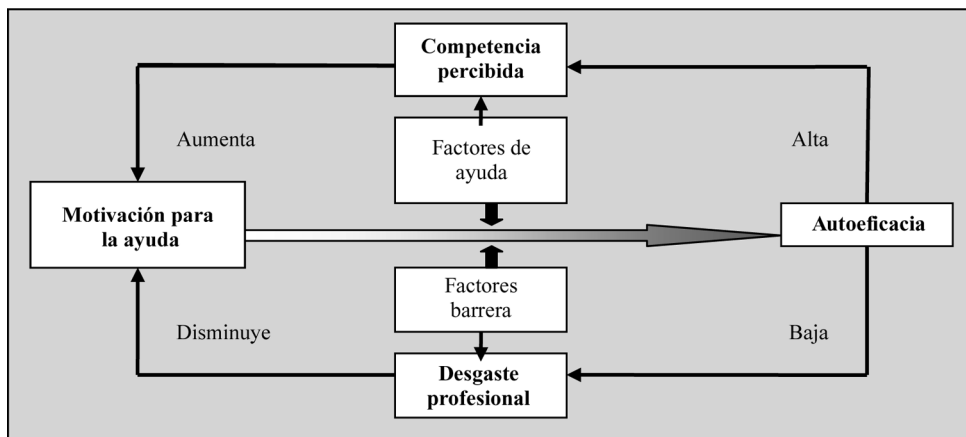 Competencia
percibida
Aumenta
Factores de
ayuda
Alta
Motivación para
la ayuda
Autoeficacia
Factores
barrera
Disminuye
Baja
Desgaste
profesional